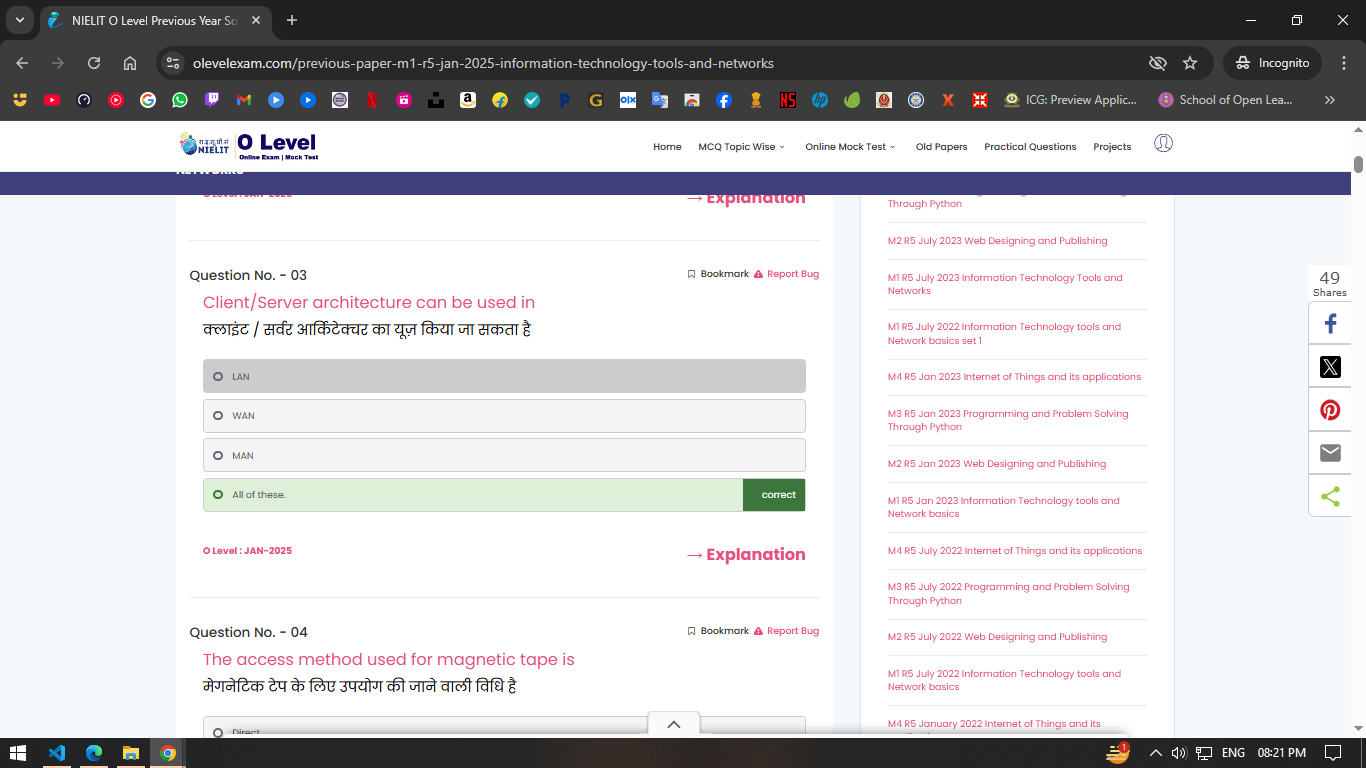 NIELIT O Level Previous Year So
olevelexam.com/previous-paper-m1-r5-jan-2025-information-technology-tools-and-networks
Incognito
ICG: Preview Applic...
School of Open Lea...
NIELIT
O Level
Online Exam | Mock Test
Home
MCQ Topic Wise
Online Mock Test
Old Papers
Practical Questions
Projects
NETWORKS
O Level : JAN-2025
→ Explanation
Question No. - 03
Bookmark
Report Bug
Client/Server architecture can be used in
क्लाइंट / सर्वर आर्किटेक्चर का यूज़ किया जा सकता है
LAN
WAN
MAN
All of these.
correct
O Level : JAN-2025
→ Explanation
Question No. - 04
Bookmark
Report Bug
The access method used for magnetic tape is
मेगनेटिक टेप के लिए उपयोग की जाने वाली विधि है
Direct
Through Python
M2 R5 July 2023 Web Designing and Publishing
M1 R5 July 2023 Information Technology Tools and
Networks
M1 R5 July 2022 Information Technology tools and
Network basics set 1
M4 R5 Jan 2023 Internet of Things and its applications
M3 R5 Jan 2023 Programming and Problem Solving
Through Python
M2 R5 Jan 2023 Web Designing and Publishing
M1 R5 Jan 2023 Information Technology tools and
Network basics
M4 R5 July 2022 Internet of Things and its applications
M3 R5 July 2022 Programming and Problem Solving
Through Python
M2 R5 July 2022 Web Designing and Publishing
M1 R5 July 2022 Information Technology tools and
Network basics
M4 R5 January 2022 Internet of Things and its
49
Shares
1
ENG
08:21 PM